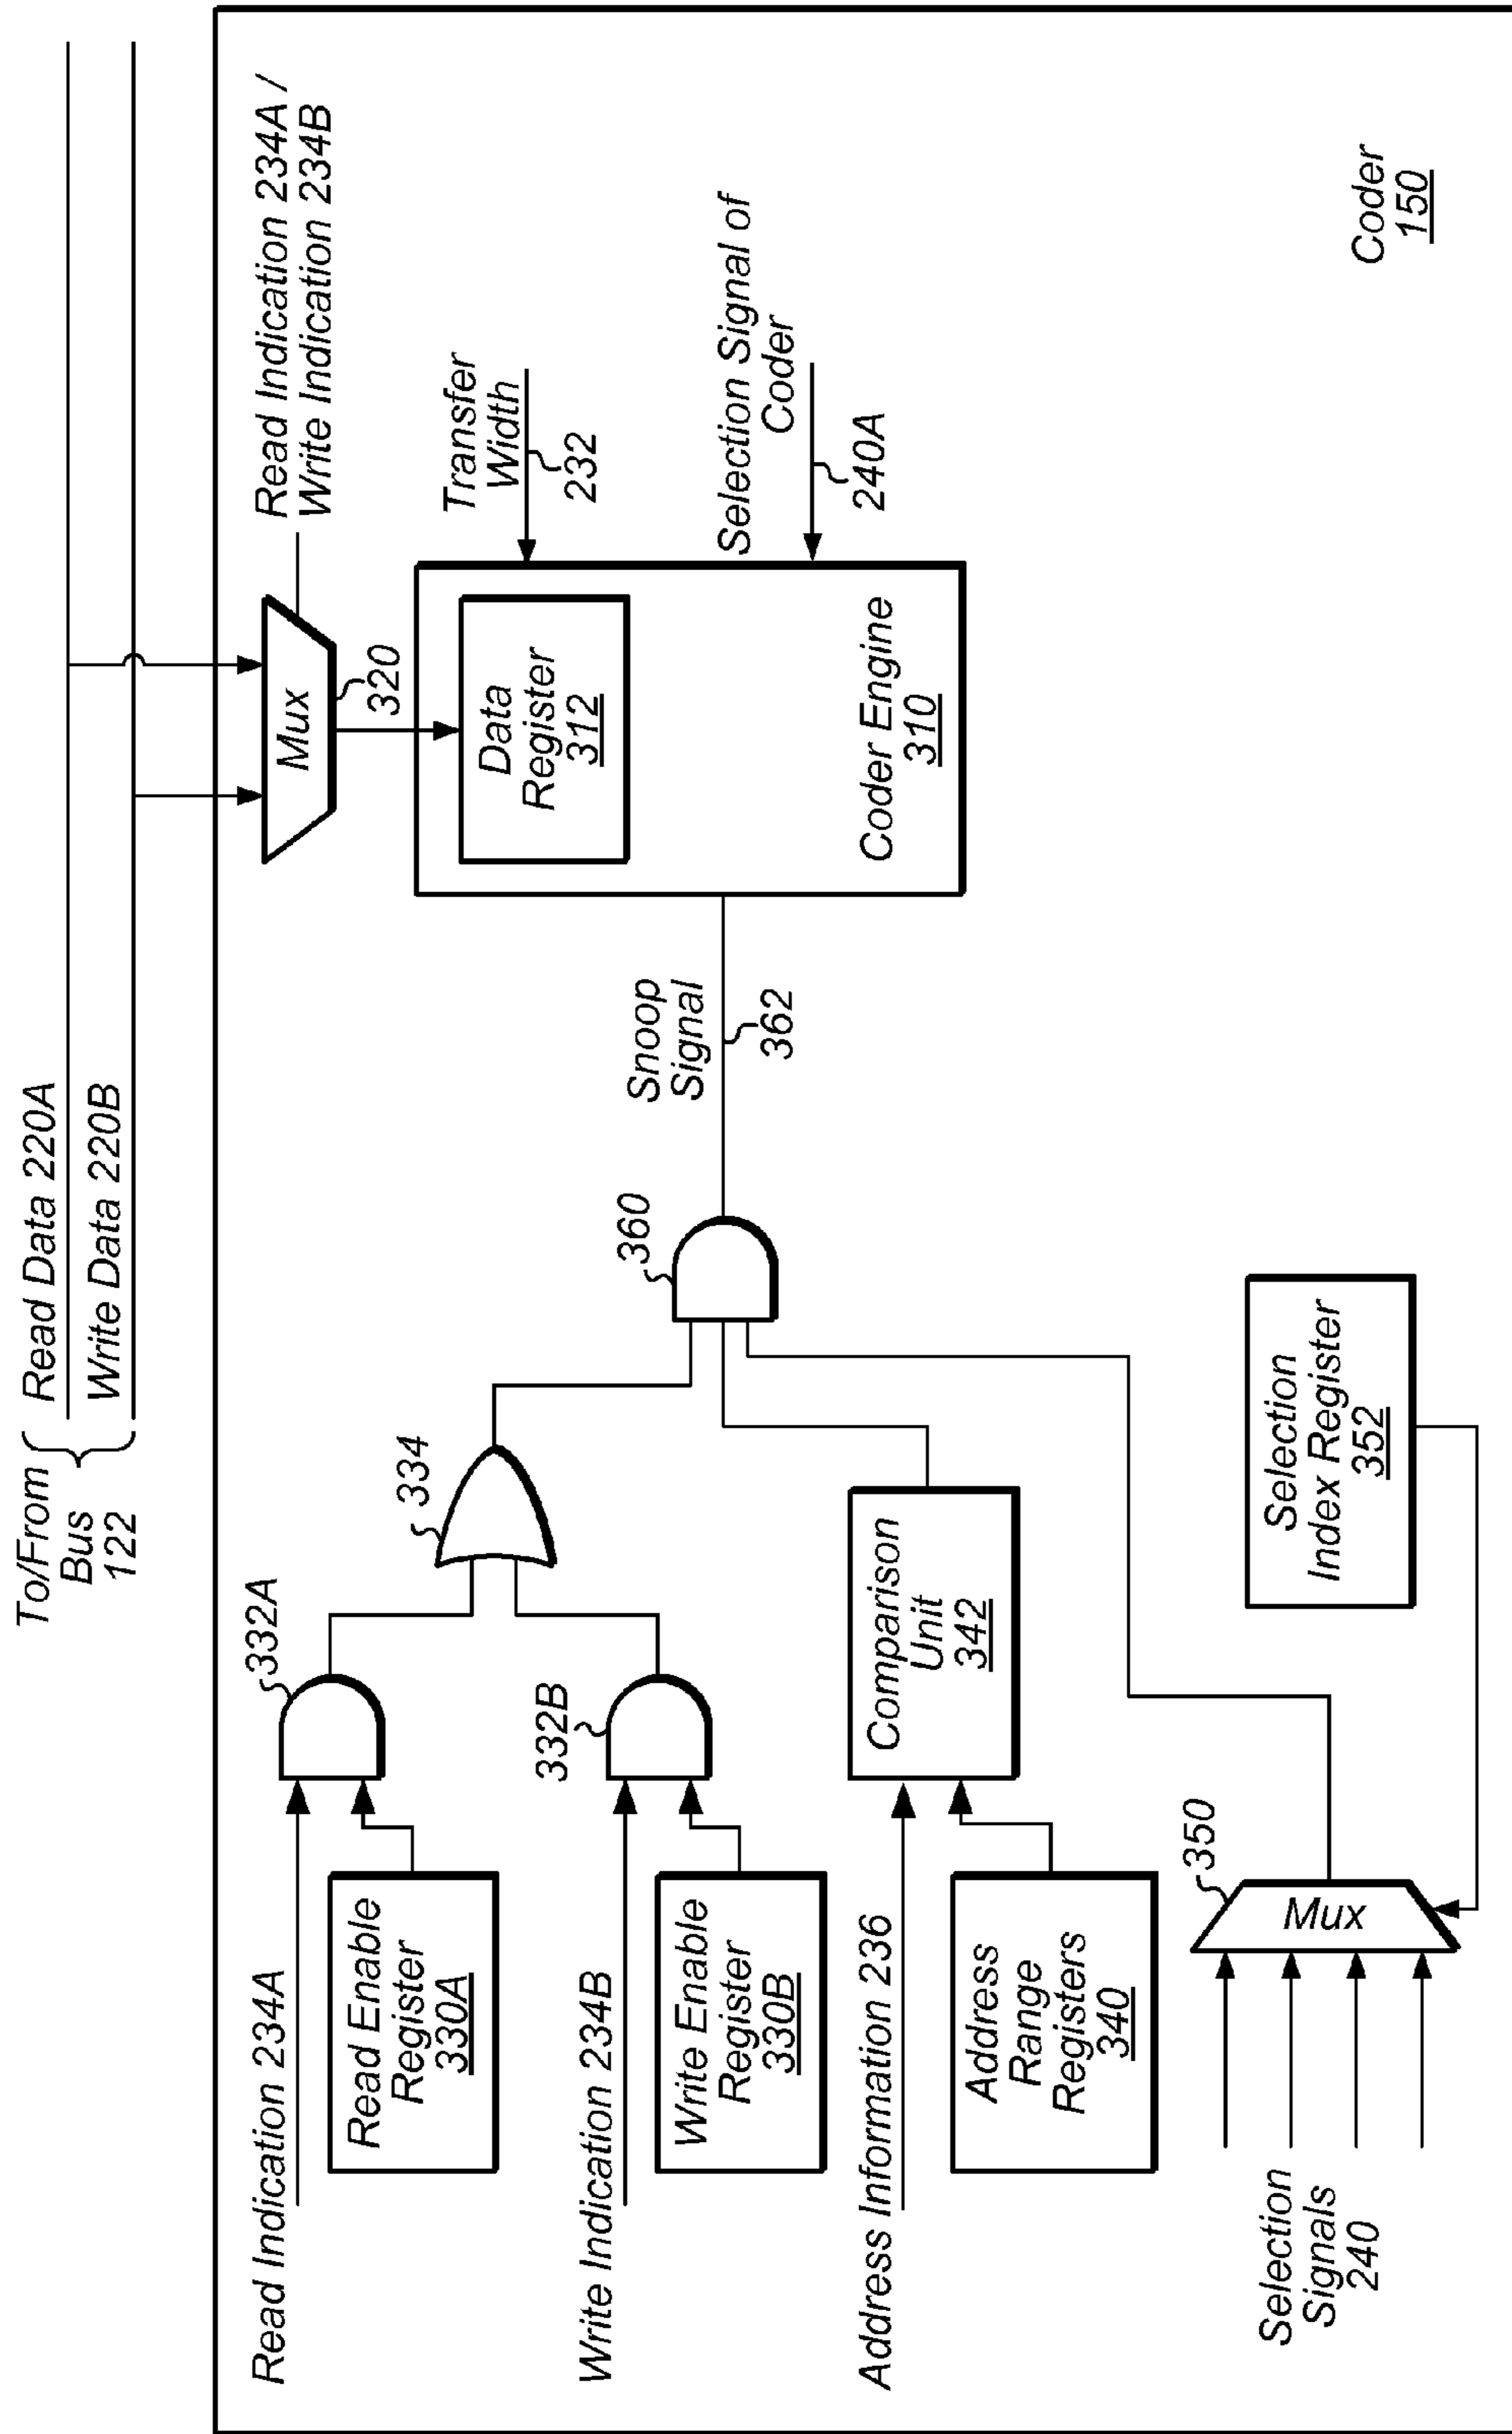 To/From
Bus
122
Read Data 220A
Write Data 220B
Read Indication 234A
Read Enable
Register
330A
332A
Write Indication 234B
Write Enable
Register
330B
332B
334
Address Information 236
Address
Range
Registers
340
Comparison
Unit
342
Selection
Signals
240
Mux
350
Selection
Index Register
352
360
Snoop
Signal
362
Mux
320
Read Indication 234A /
Write Indication 234B
Data
Register
312
Coder Engine
310
Transfer
Width
232
Selection Signal of
Coder
240A
Coder
150